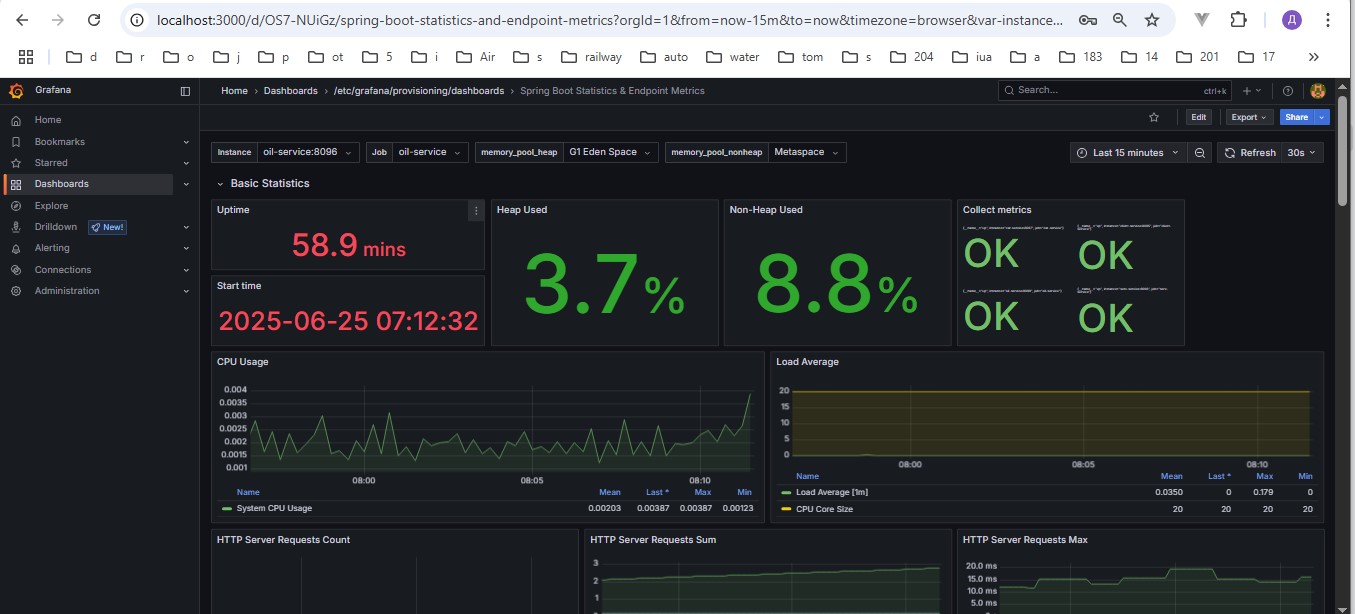 localhost:3000/d/OS7-NUiGz/spring-boot-statistics-and-endpoint-metrics?orgId=1&from=now-15m&to=now&timezone=browser&var-instance...
Д
d r o j p ot 5 i Air s railway auto water tom s 204 iua a 183 14 201 17
Grafana
Home › Dashboards › /etc/grafana/provisioning/dashboards › Spring Boot Statistics & Endpoint Metrics
Search... ctrl+k
Home
Bookmarks
Starred
Dashboards
Explore
Drilldown New!
Alerting
Connections
Administration
Edit Export Share
Instance oil-service:8096 Job oil-service memory_pool_heap G1 Eden Space memory_pool_nonheap Metaspace
Last 15 minutes Refresh 30s
Basic Statistics
Uptime
58.9 mins
Start time
2025-06-25 07:12:32
Heap Used
3.7%
Non-Heap Used
8.8%
Collect metrics
OK OK
OK OK
CPU Usage
0.004
0.0035
0.003
0.0025
0.002
0.0015
0.001
08:00 08:05 08:10
Name Mean Last * Max Min
System CPU Usage 0.00203 0.00387 0.00387 0.00123
Load Average
20
15
10
5
0
08:00 08:05 08:10
Name Mean Last * Max Min
Load Average [1m] 0.0350 0 0.179 0
CPU Core Size 20 20 20 20
HTTP Server Requests Count
HTTP Server Requests Sum
3
2
1
HTTP Server Requests Max
20.0 ms
15.0 ms
10.0 ms
5.0 ms